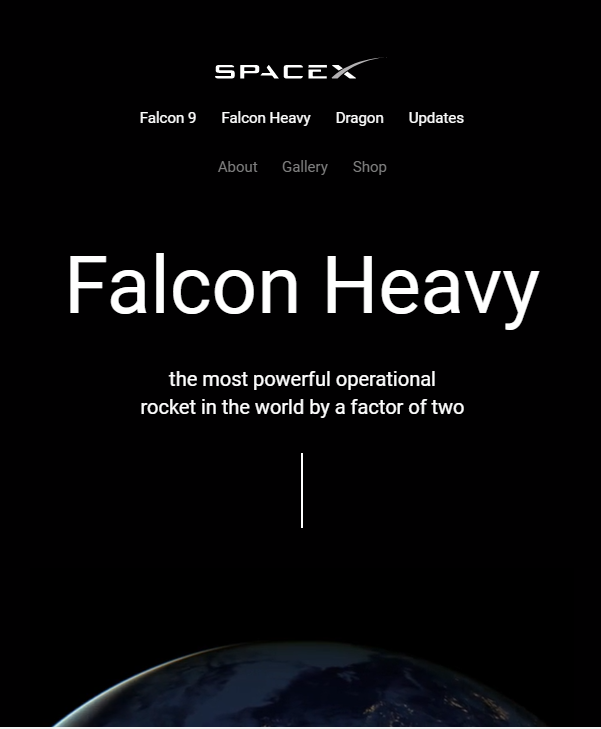 SPACEX
Falcon 9 Falcon Heavy Dragon Updates
About Gallery Shop
Falcon Heavy
the most powerful operational
rocket in the world by a factor of two